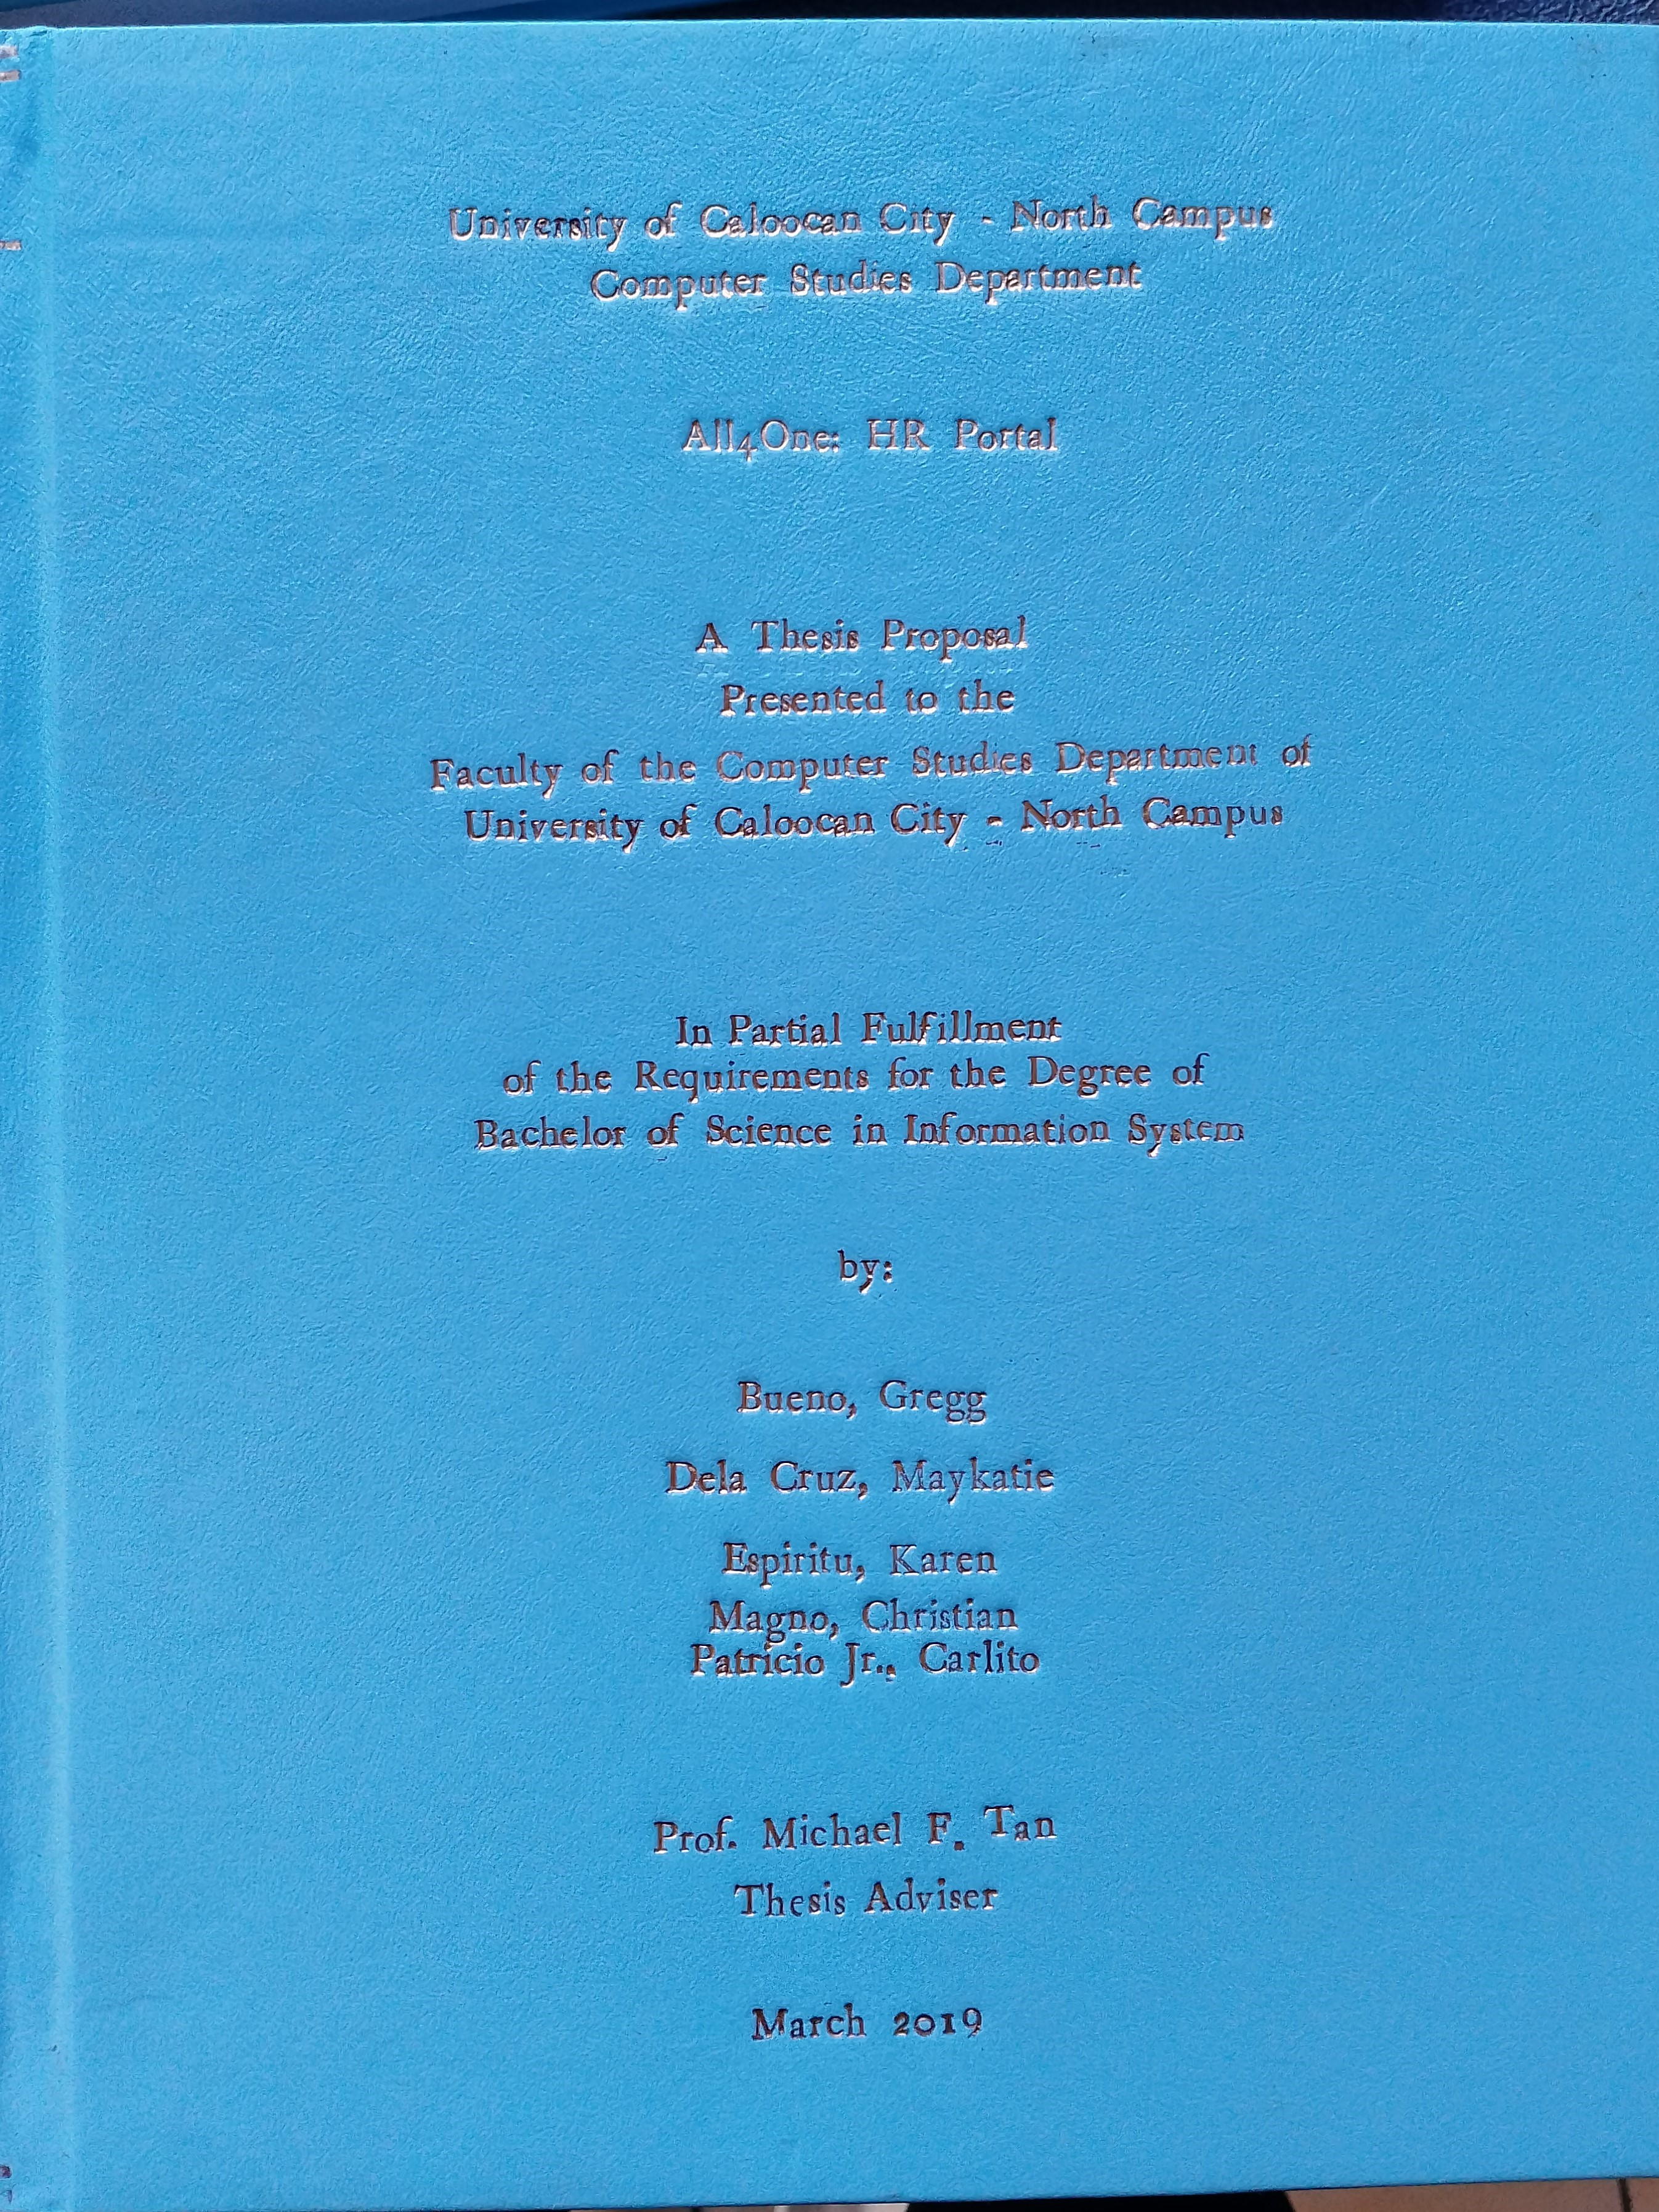 University of Caloocan City - North Campus
Computer Studies Department
All4One: HR Portal
A Thesis Proposal
Presented to the
Faculty of the Computer Studies Department of
University of Caloocan City - North Campus
In Partial Fulfillment
of the Requirements for the Degree of
Bachelor of Science in Information System
by:
Bueno, Gregg
Dela Cruz, Maykatie
Espiritu, Karen
Magno, Christian
Patricio Jr., Carlito
Prof. Michael F. Tan
Thesis Adviser
March 2019